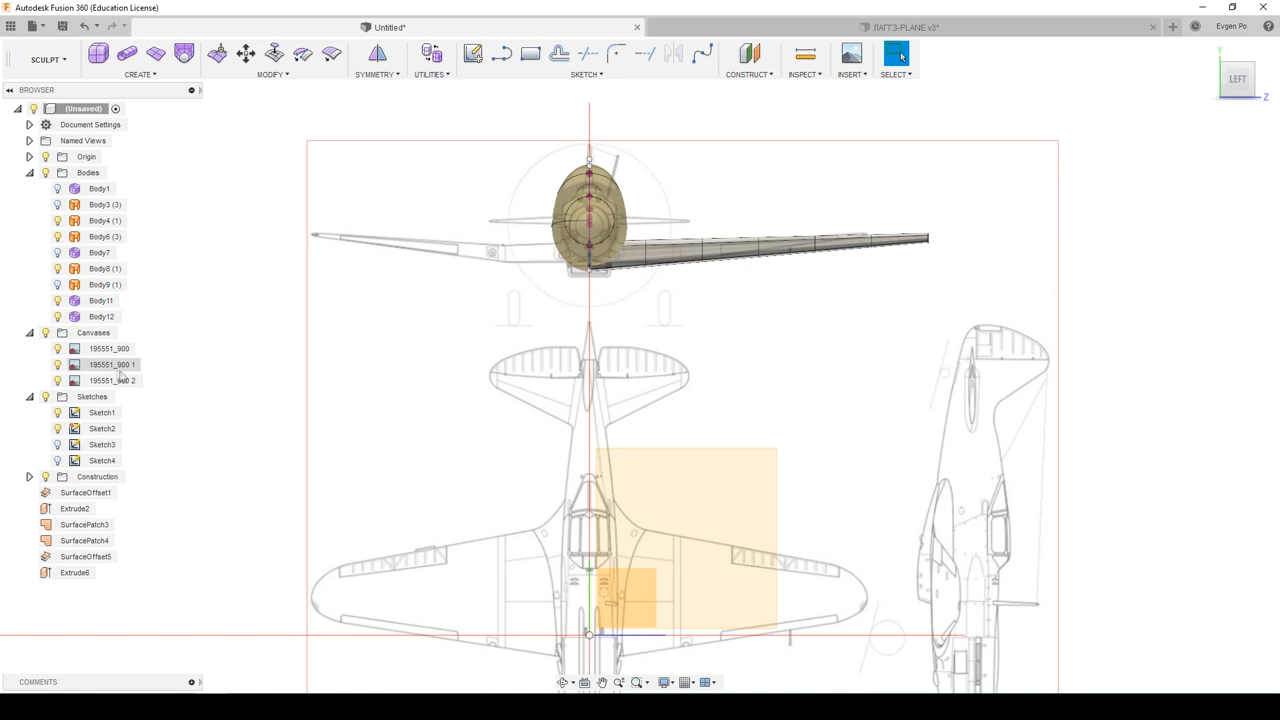 Autodesk Fusion 360 (Education License)
Untitled*
ЛАГГЗ-PLANE v3*
Evgen Po
SCULPT
CREATE
MODIFY
SYMMETRY
UTILITIES
SKETCH
CONSTRUCT
INSPECT
INSERT
SELECT
BROWSER
Y
LEFT
Z
(Unsaved)
Document Settings
Named Views
Origin
Bodies
Body1
Body3 (3)
Body4 (1)
Body6 (3)
Body7
Body8 (1)
Body9 (1)
Body11
Body12
Canvases
195551_900
195551_900 1
195551_900 2
Sketches
Sketch1
Sketch2
Sketch3
Sketch4
Construction
SurfaceOffset1
Extrude2
SurfacePatch3
SurfacePatch4
SurfaceOffset5
Extrude6
COMMENTS